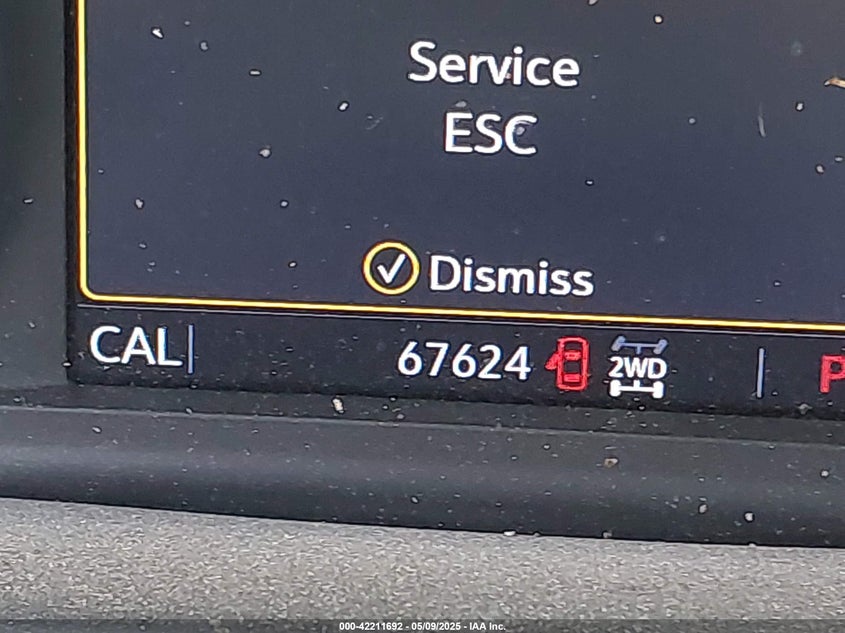 Service
ESC
Dismiss
CAL 67624 2WD P
000-42211692 - 05/09/2025 - IAA Inc.